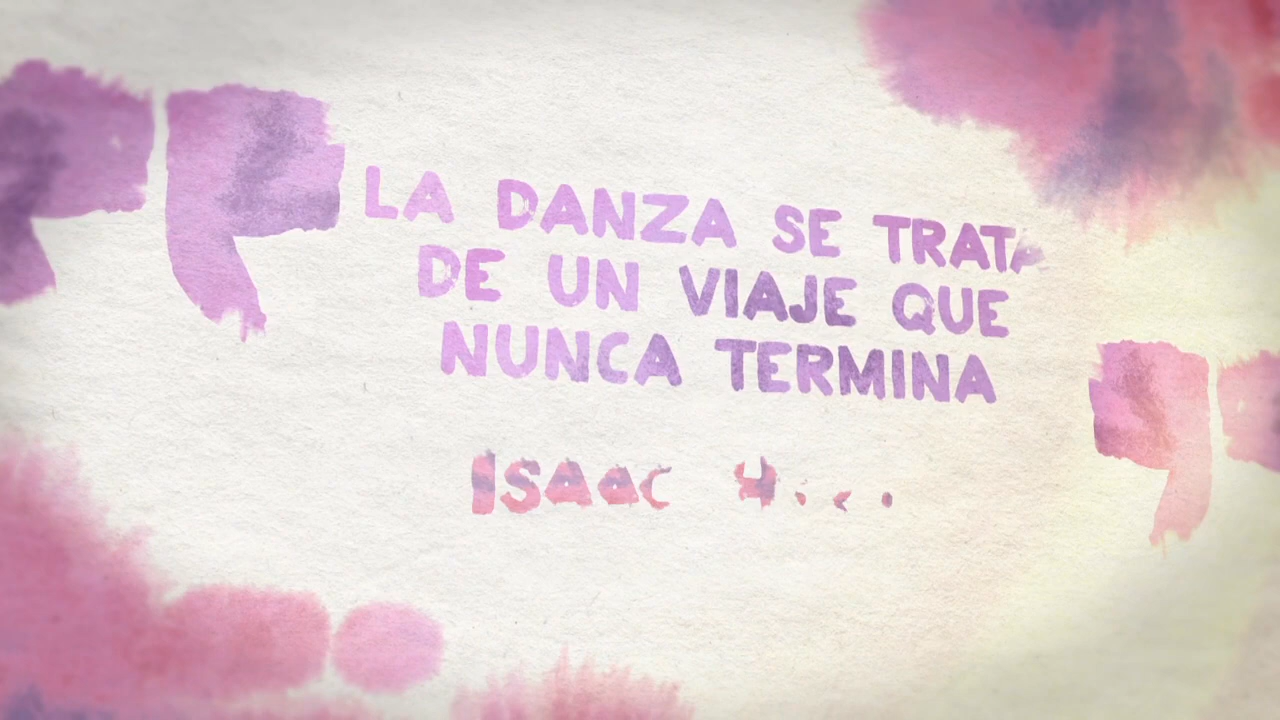 LA DANZA SE TRATA
DE UN VIAJE QUE
NUNCA TERMINA
ISAAC